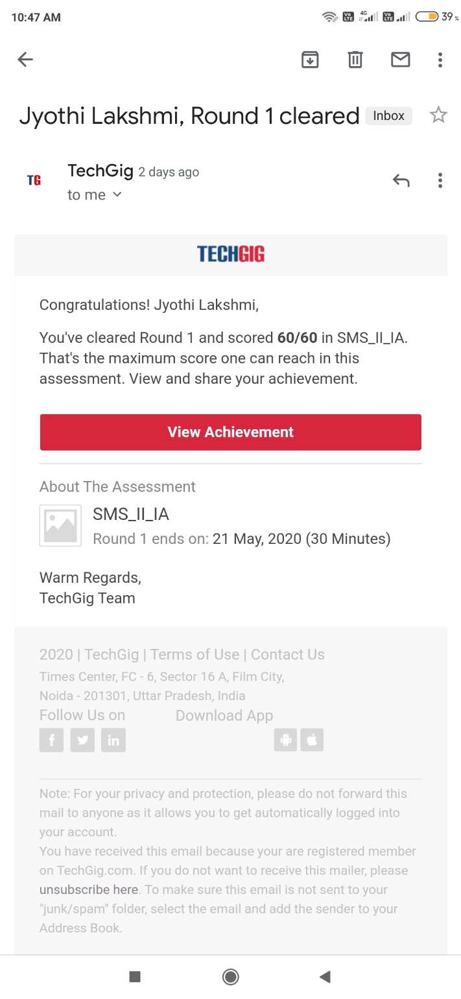 10:47 AM
Vo LTE 4G Vo LTE 39 %
Jyothi Lakshmi, Round 1 cleared Inbox
TG TechGig 2 days ago
to me
TECHGIG
Congratulations! Jyothi Lakshmi,
You've cleared Round 1 and scored 60/60 in SMS_II_IA.
That's the maximum score one can reach in this
assessment. View and share your achievement.
View Achievement
About The Assessment
SMS_II_IA
Round 1 ends on: 21 May, 2020 (30 Minutes)
Warm Regards,
TechGig Team
2020 | TechGig | Terms of Use | Contact Us
Times Center, FC - 6, Sector 16 A, Film City,
Noida - 201301, Uttar Pradesh, India
Follow Us on Download App
f in
Note: For your privacy and protection, please do not forward this
mail to anyone as it allows you to get automatically logged into
your account.
You have received this email because your are registered member
on TechGig.com. If you do not want to receive this mailer, please
unsubscribe here. To make sure this email is not sent to your
"junk/spam" folder, select the email and add the sender to your
Address Book.